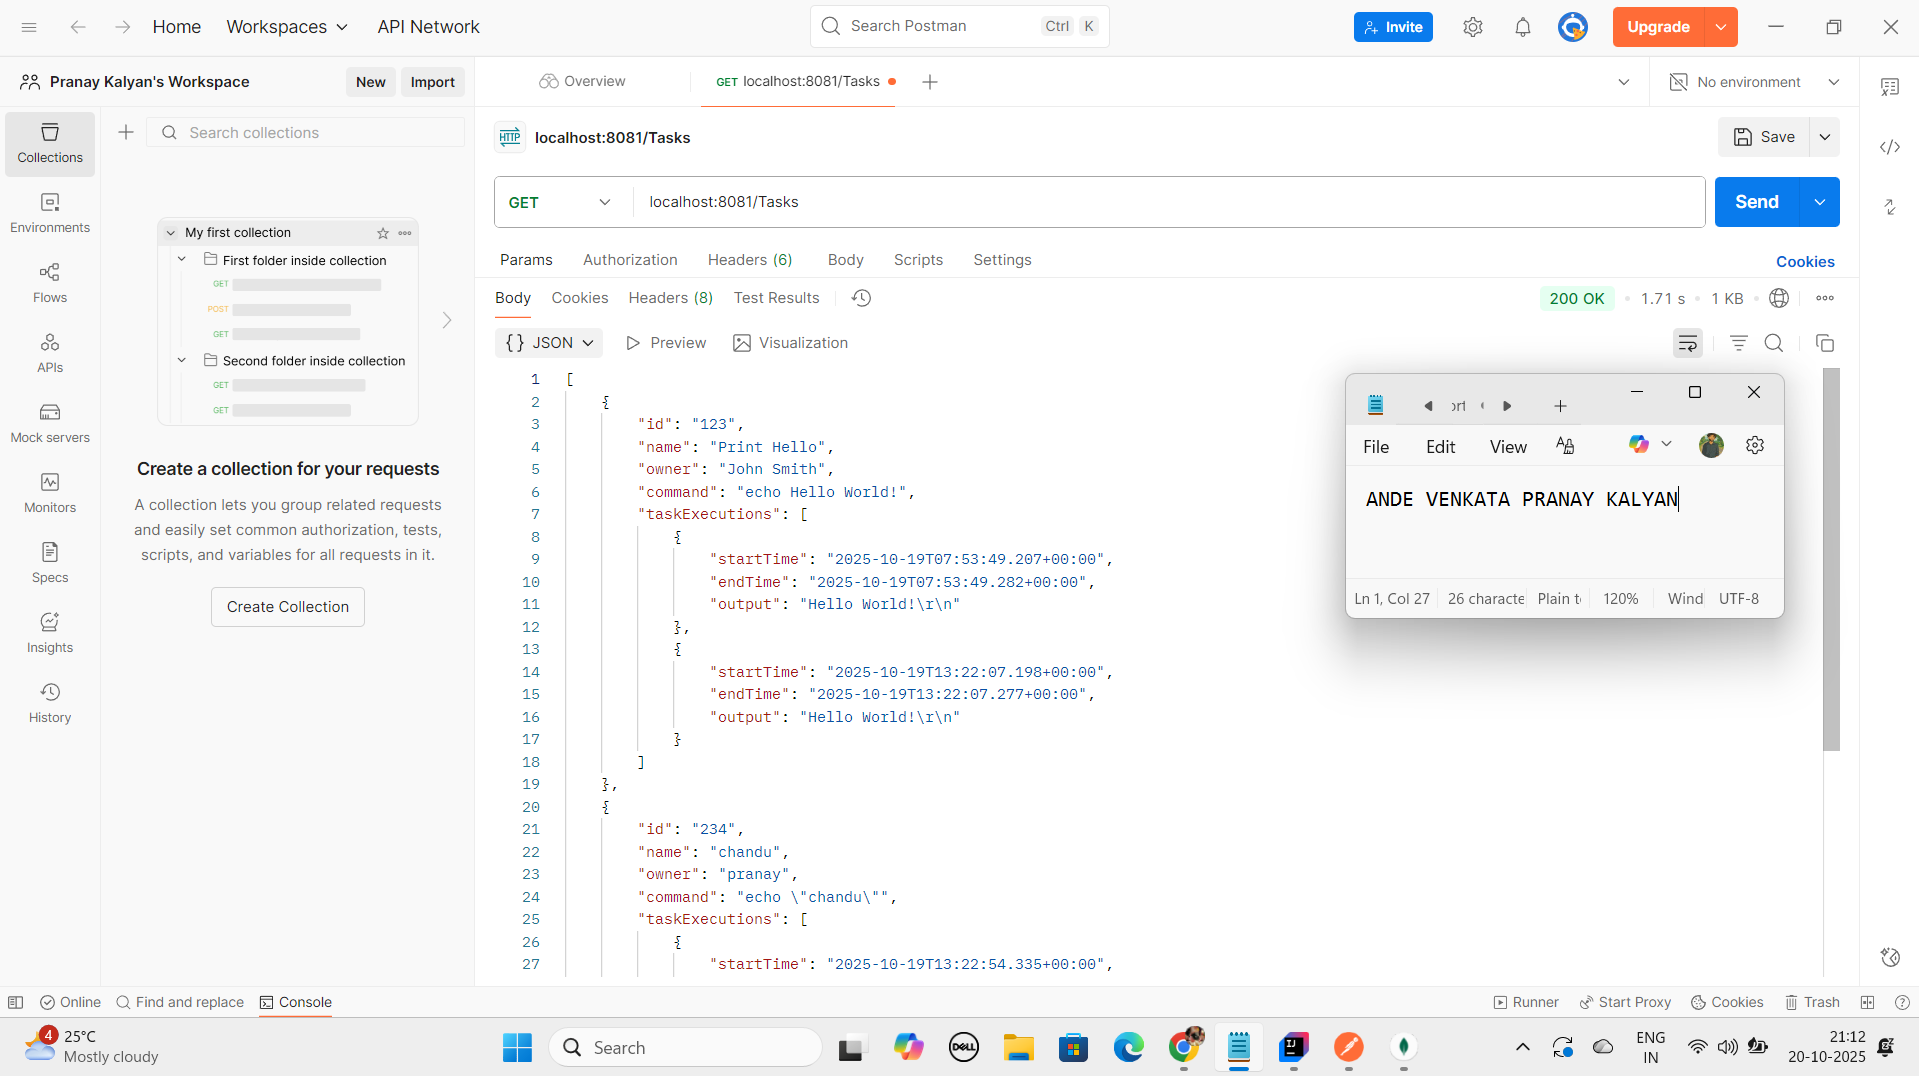 Home Workspaces API Network Search Postman Ctrl K Invite Upgrade
Pranay Kalyan's Workspace New Import Overview GET localhost:8081/Tasks No environment
Collections
Search collections
HTTP localhost:8081/Tasks Save
Environments
GET localhost:8081/Tasks Send
My first collection
First folder inside collection
GET
POST
GET
Second folder inside collection
GET
GET
Flows
APIs
Mock servers
Monitors
Specs
Insights
History
Create a collection for your requests
A collection lets you group related requests
and easily set common authorization, tests,
scripts, and variables for all requests in it.
Create Collection
Params Authorization Headers (6) Body Scripts Settings Cookies
Body Cookies Headers (8) Test Results 200 OK 1.71 s 1 KB
{} JSON Preview Visualization
1 [
2 {
3 "id": "123",
4 "name": "Print Hello",
5 "owner": "John Smith",
6 "command": "echo Hello World!",
7 "taskExecutions": [
8 {
9 "startTime": "2025-10-19T07:53:49.207+00:00",
10 "endTime": "2025-10-19T07:53:49.282+00:00",
11 "output": "Hello World!\r\n"
12 },
13 {
14 "startTime": "2025-10-19T13:22:07.198+00:00",
15 "endTime": "2025-10-19T13:22:07.277+00:00",
16 "output": "Hello World!\r\n"
17 }
18 ]
19 },
20 {
21 "id": "234",
22 "name": "chandu",
23 "owner": "pranay",
24 "command": "echo \"chandu\"",
25 "taskExecutions": [
26 {
27 "startTime": "2025-10-19T13:22:54.335+00:00",
File Edit View
ANDE VENKATA PRANAY KALYAN
Ln 1, Col 27 26 characte Plain t 120% Wind UTF-8
Online Find and replace Console Runner Start Proxy Cookies Trash
4 25°C
Mostly cloudy
Search
DELL
IJ
ENG
IN
21:12
20-10-2025